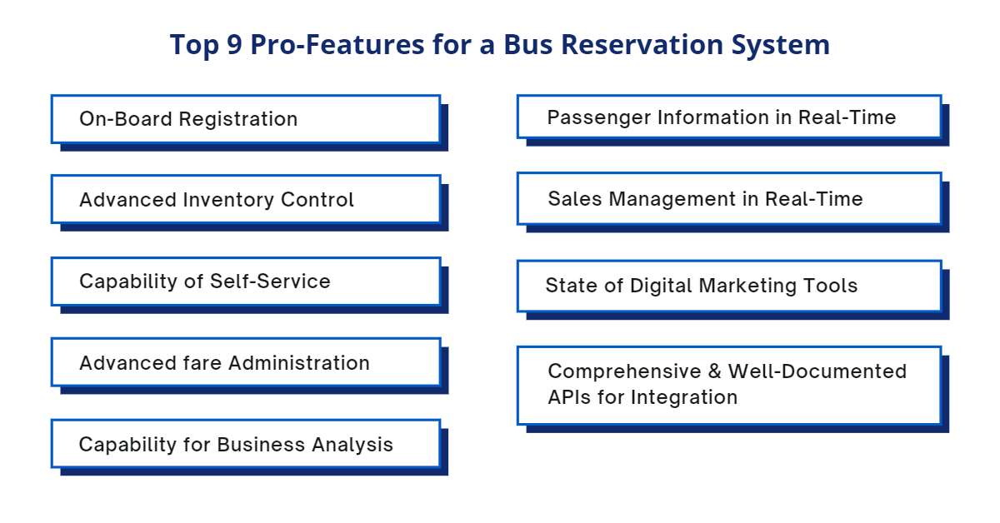 Top 9 Pro-Features for a Bus Reservation System
On-Board Registration
Advanced Inventory Control
Capability of Self-Service
Advanced fare Administration
Capability for Business Analysis
Passenger Information in Real-Time
Sales Management in Real-Time
State of Digital Marketing Tools
Comprehensive & Well-Documented
APIs for Integration